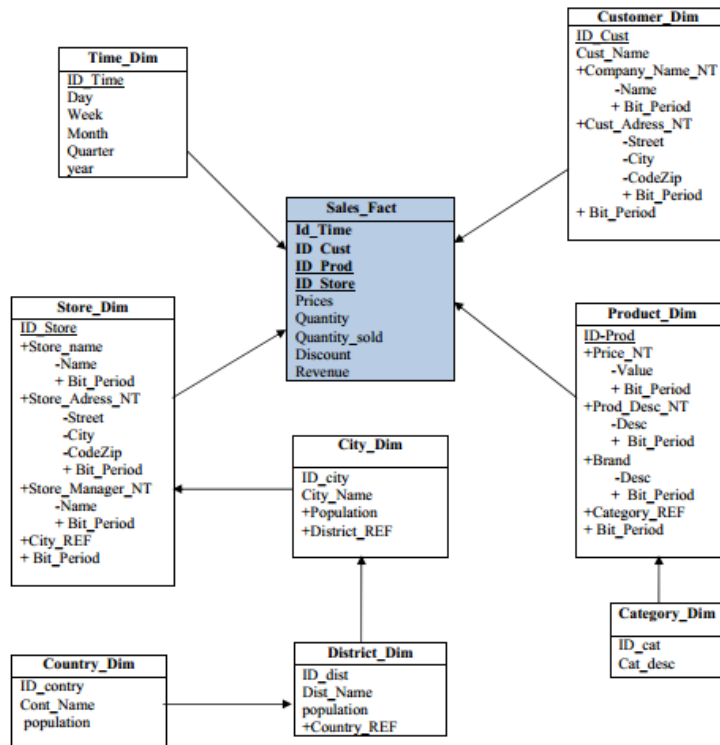 Time_Dim
ID_Time
Day
Week
Month
Quarter
year
Customer_Dim
ID_Cust
Cust_Name
+Company_Name_NT
-Name
+ Bit_Period
+Cust_Adress_NT
-Street
-City
-CodeZip
+ Bit_Period
+ Bit_Period
Sales_Fact
Id_Time
ID_Cust
ID_Prod
ID_Store
Prices
Quantity
Quantity_sold
Discount
Revenue
Store_Dim
ID_Store
+Store_name
-Name
+ Bit_Period
+Store_Adress_NT
-Street
-City
-CodeZip
+ Bit_Period
+Store_Manager_NT
-Name
+ Bit_Period
+City_REF
+ Bit_Period
Product_Dim
ID-Prod
+Price_NT
-Value
+ Bit_Period
+Prod_Desc_NT
-Desc
+ Bit_Period
+Brand
-Desc
+ Bit_Period
+Category_REF
+ Bit_Period
City_Dim
ID_city
City_Name
+Population
+District_REF
Category_Dim
ID_cat
Cat_desc
Country_Dim
ID_contry
Cont_Name
population
District_Dim
ID_dist
Dist_Name
population
+Country_REF